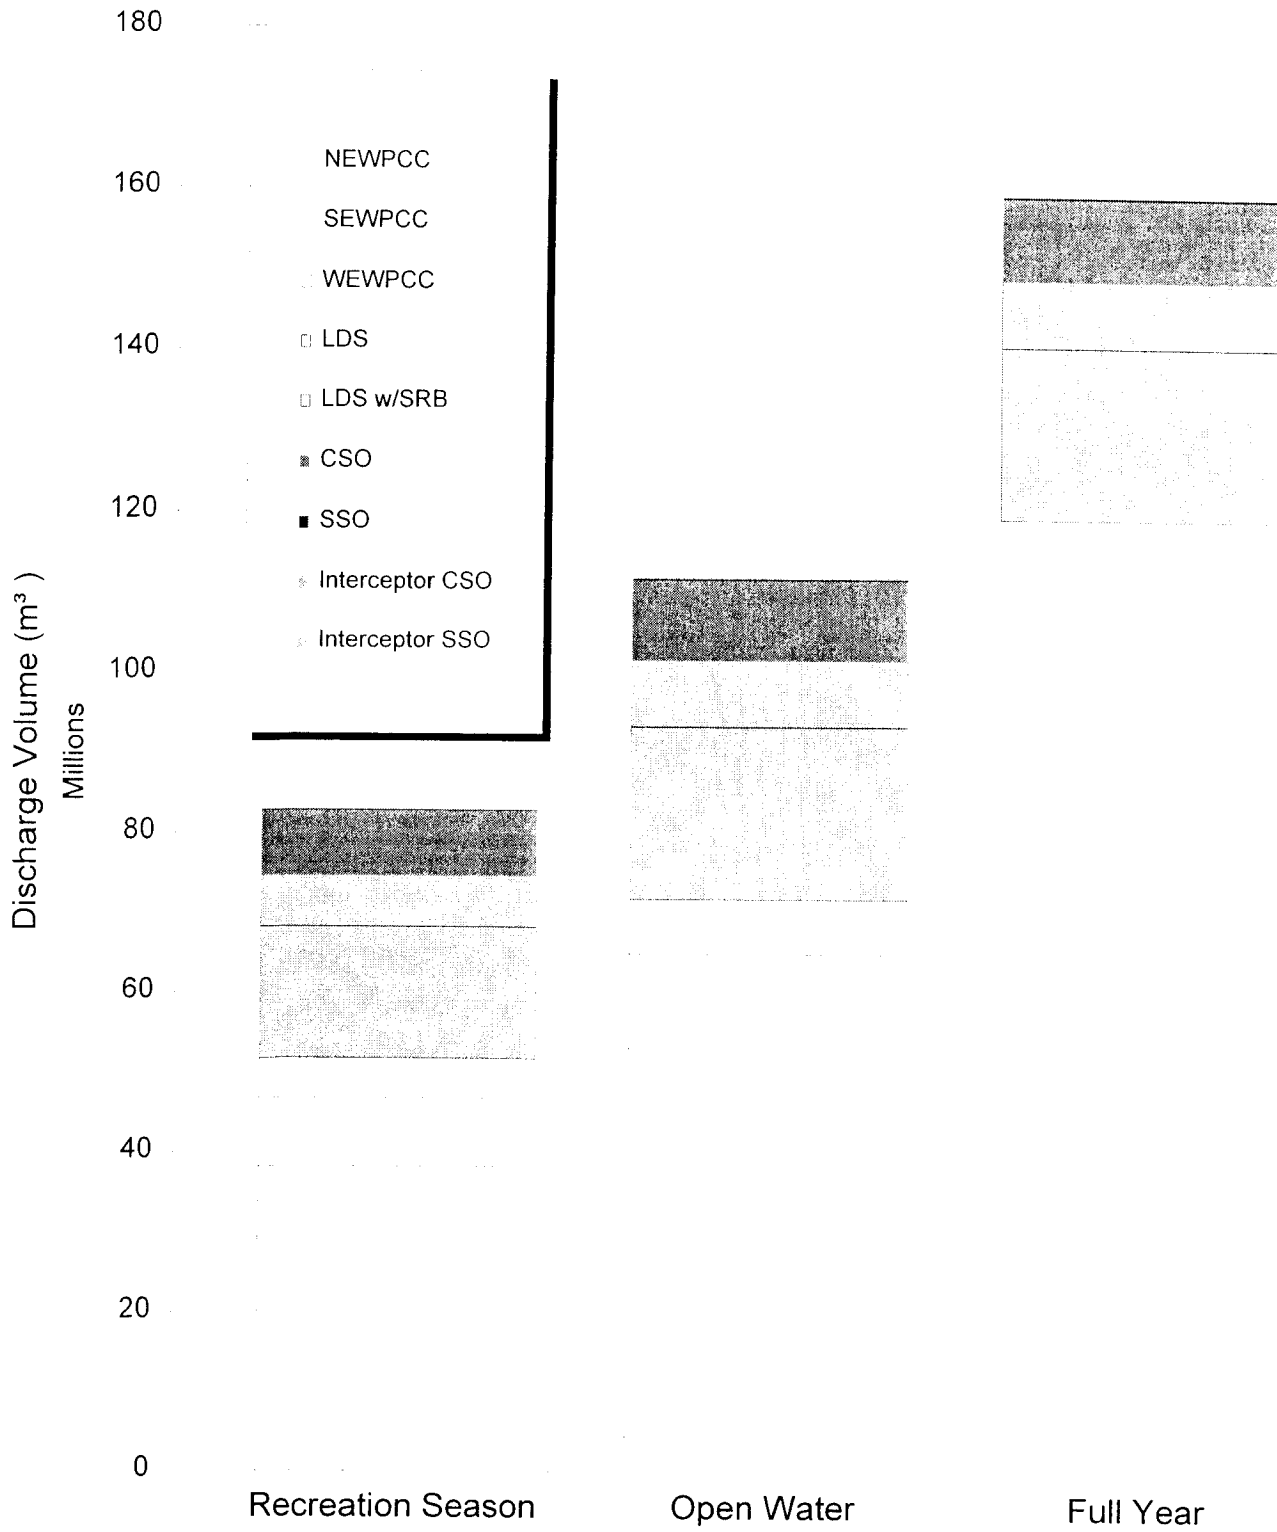 180
160
140
120
100
80
60
40
20
0
Discharge Volume (m³)
Millions
NEWPCC
SEWPCC
WEWPCC
LDS
LDS w/SRB
CSO
SSO
Interceptor CSO
Interceptor SSO
Recreation Season
Open Water
Full Year